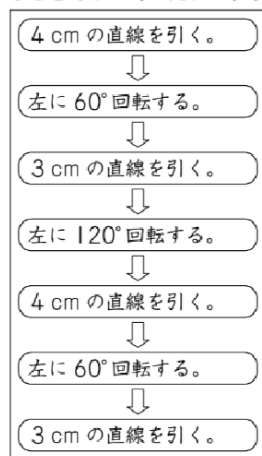 4 cm の直線を引く。
⇩
左に 60°回転する。
⇩
3 cm の直線を引く。
⇩
左に 120°回転する。
⇩
4 cm の直線を引く。
⇩
左に 60°回転する。
⇩
3 cm の直線を引く。